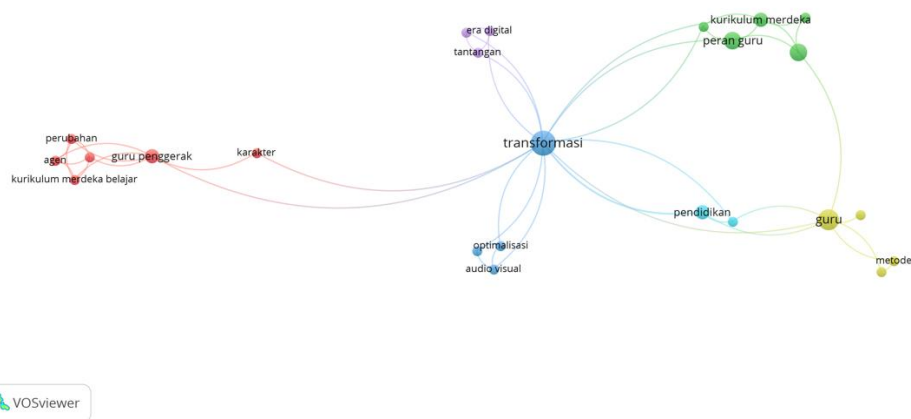 kurikulum merdeka
era digital
peran guru
tantangan
perubahan
transformasi
karakter
agen
guru penggerak
kurikulum merdeka belajar
pendidikan
guru
optimalisasi
metode
audio visual
VOSviewer